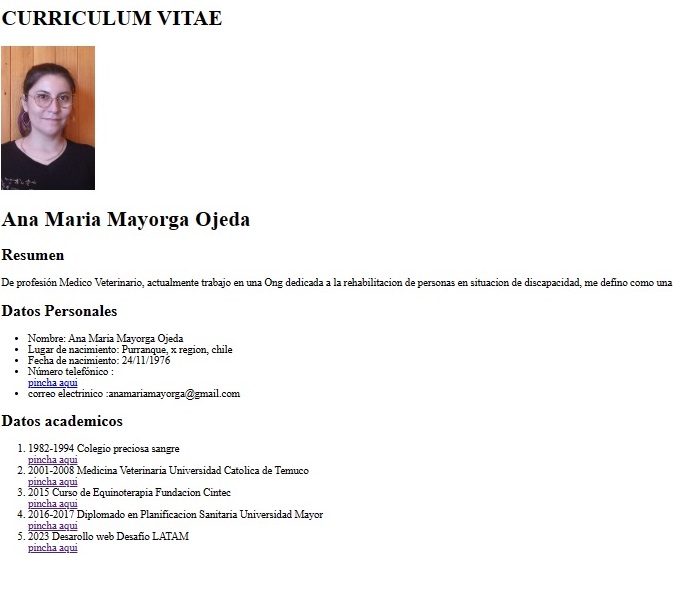 CURRICULUM VITAE
Ana Maria Mayorga Ojeda
Resumen
De profesión Medico Veterinario, actualmente trabajo en una Ong dedicada a la rehabilitacion de personas en situacion de discapacidad, me defino como una
Datos Personales
Nombre: Ana Maria Mayorga Ojeda
Lugar de nacimiento: Purranque, x region, chile
Fecha de nacimiento: 24/11/1976
Número telefónico :
pincha aqui
correo electrinico :anamariamayorga@gmail.com
Datos academicos
1. 1982-1994 Colegio preciosa sangre
pincha aqui
2. 2001-2008 Medicina Veterinaria Universidad Catolica de Temuco
pincha aqui
3. 2015 Curso de Equinoterapia Fundacion Cintec
pincha aqui
4. 2016-2017 Diplomado en Planificacion Sanitaria Universidad Mayor
pincha aqui
5. 2023 Desarollo web Desafio LATAM
pincha aqui